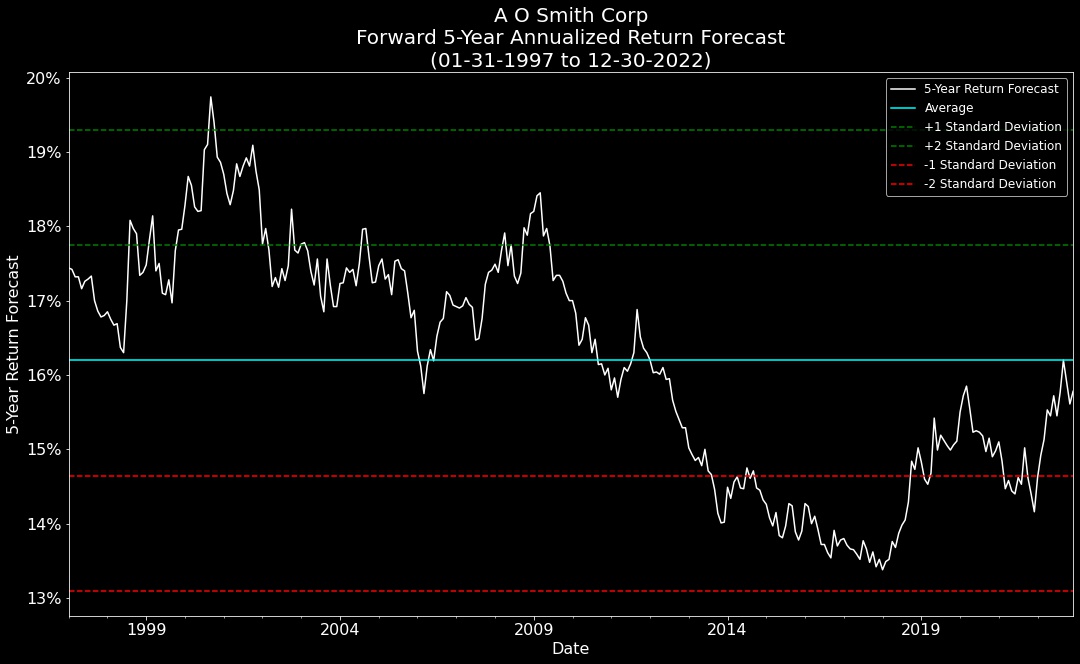 A O Smith Corp
Forward 5-Year Annualized Return Forecast
(01-31-1997 to 12-30-2022)
20%
19%
18%
17%
16%
15%
14%
13%
5-Year Return Forecast
5-Year Return Forecast
Average
+1 Standard Deviation
+2 Standard Deviation
-1 Standard Deviation
-2 Standard Deviation
1999
2004
2009
2014
2019
Date